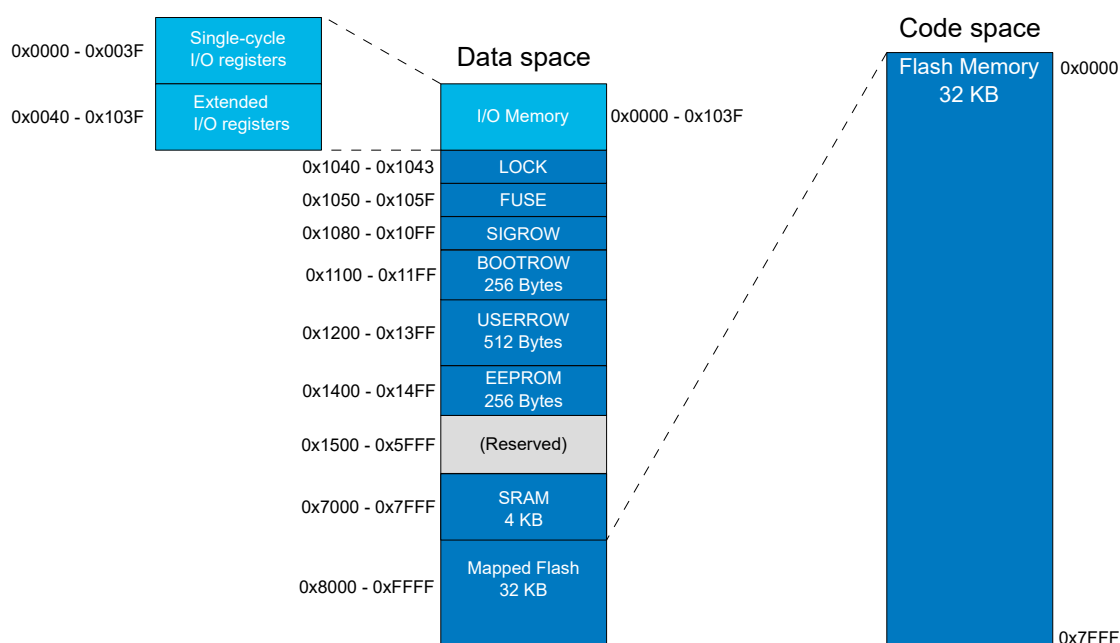 0x0000 - 0x003F
Single-cycle
I/O registers
0x0040 - 0x103F
Extended
I/O registers
Data space
I/O Memory
0x0000 - 0x103F
0x1040 - 0x1043
LOCK
0x1050 - 0x105F
FUSE
0x1080 - 0x10FF
SIGROW
0x1100 - 0x11FF
BOOTROW
256 Bytes
0x1200 - 0x13FF
USERROW
512 Bytes
0x1400 - 0x14FF
EEPROM
256 Bytes
0x1500 - 0x5FFF
(Reserved)
0x7000 - 0x7FFF
SRAM
4 KB
0x8000 - 0xFFFF
Mapped Flash
32 KB
Code space
Flash Memory
32 KB
0x0000
0x7FFF